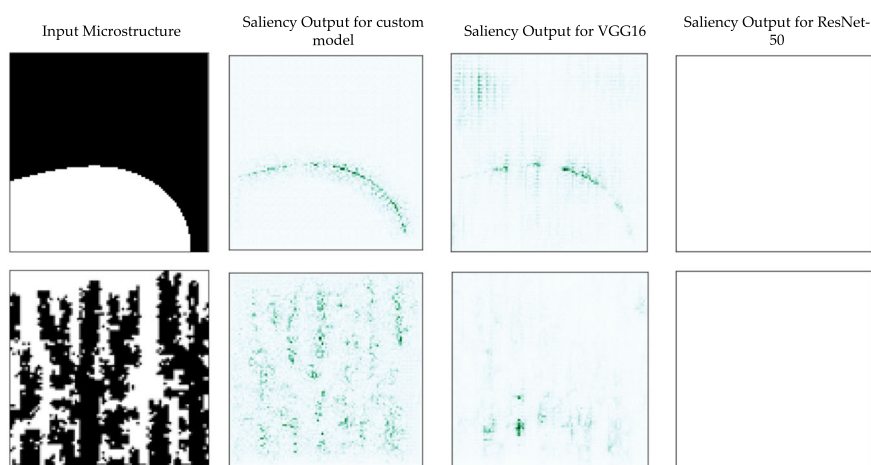 Input Microstructure
Saliency Output for custom
model
Saliency Output for VGG16
Saliency Output for ResNet-
50